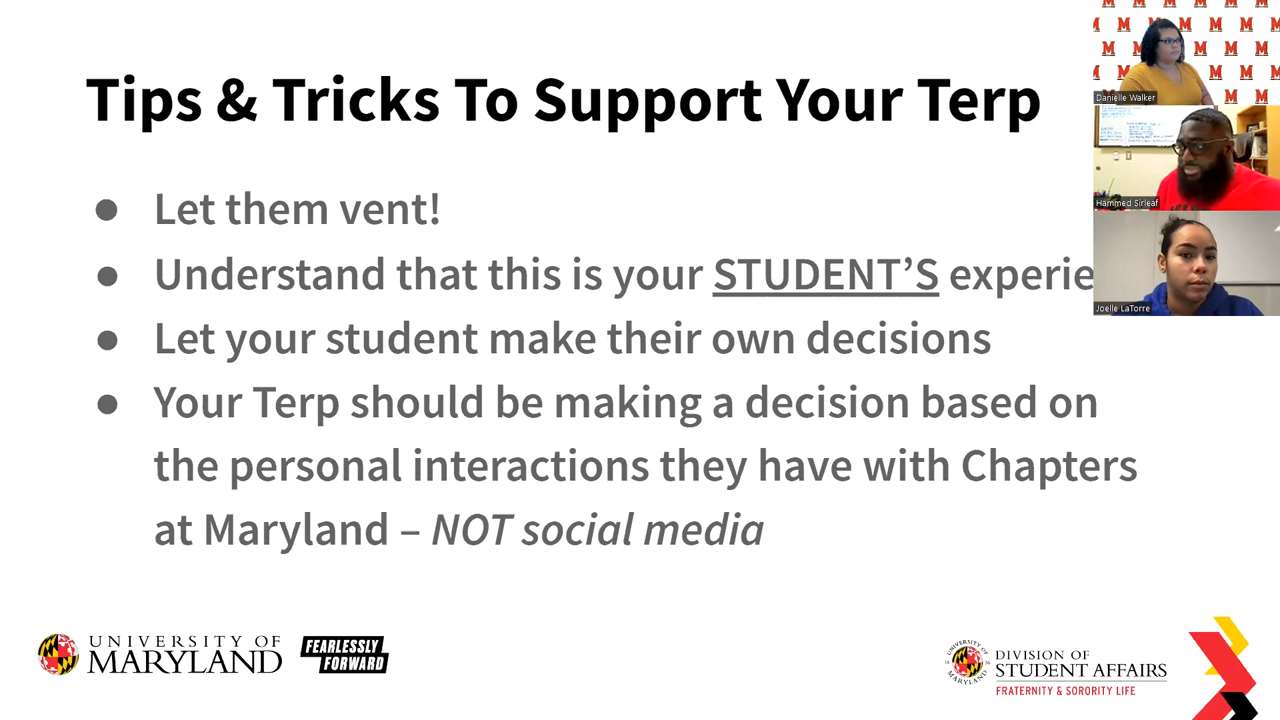 Tips & Tricks To Support Your Terp
● Let them vent!
● Understand that this is your STUDENT’S experie
● Let your student make their own decisions
● Your Terp should be making a decision based on
the personal interactions they have with Chapters
at Maryland – NOT social media
Danielle Walker
Hammed Sirleaf
Joelle LaTorre
UNIVERSITY OF
MARYLAND
FEARLESSLY
FORWARD
DIVISION OF
STUDENT AFFAIRS
FRATERNITY & SORORITY LIFE